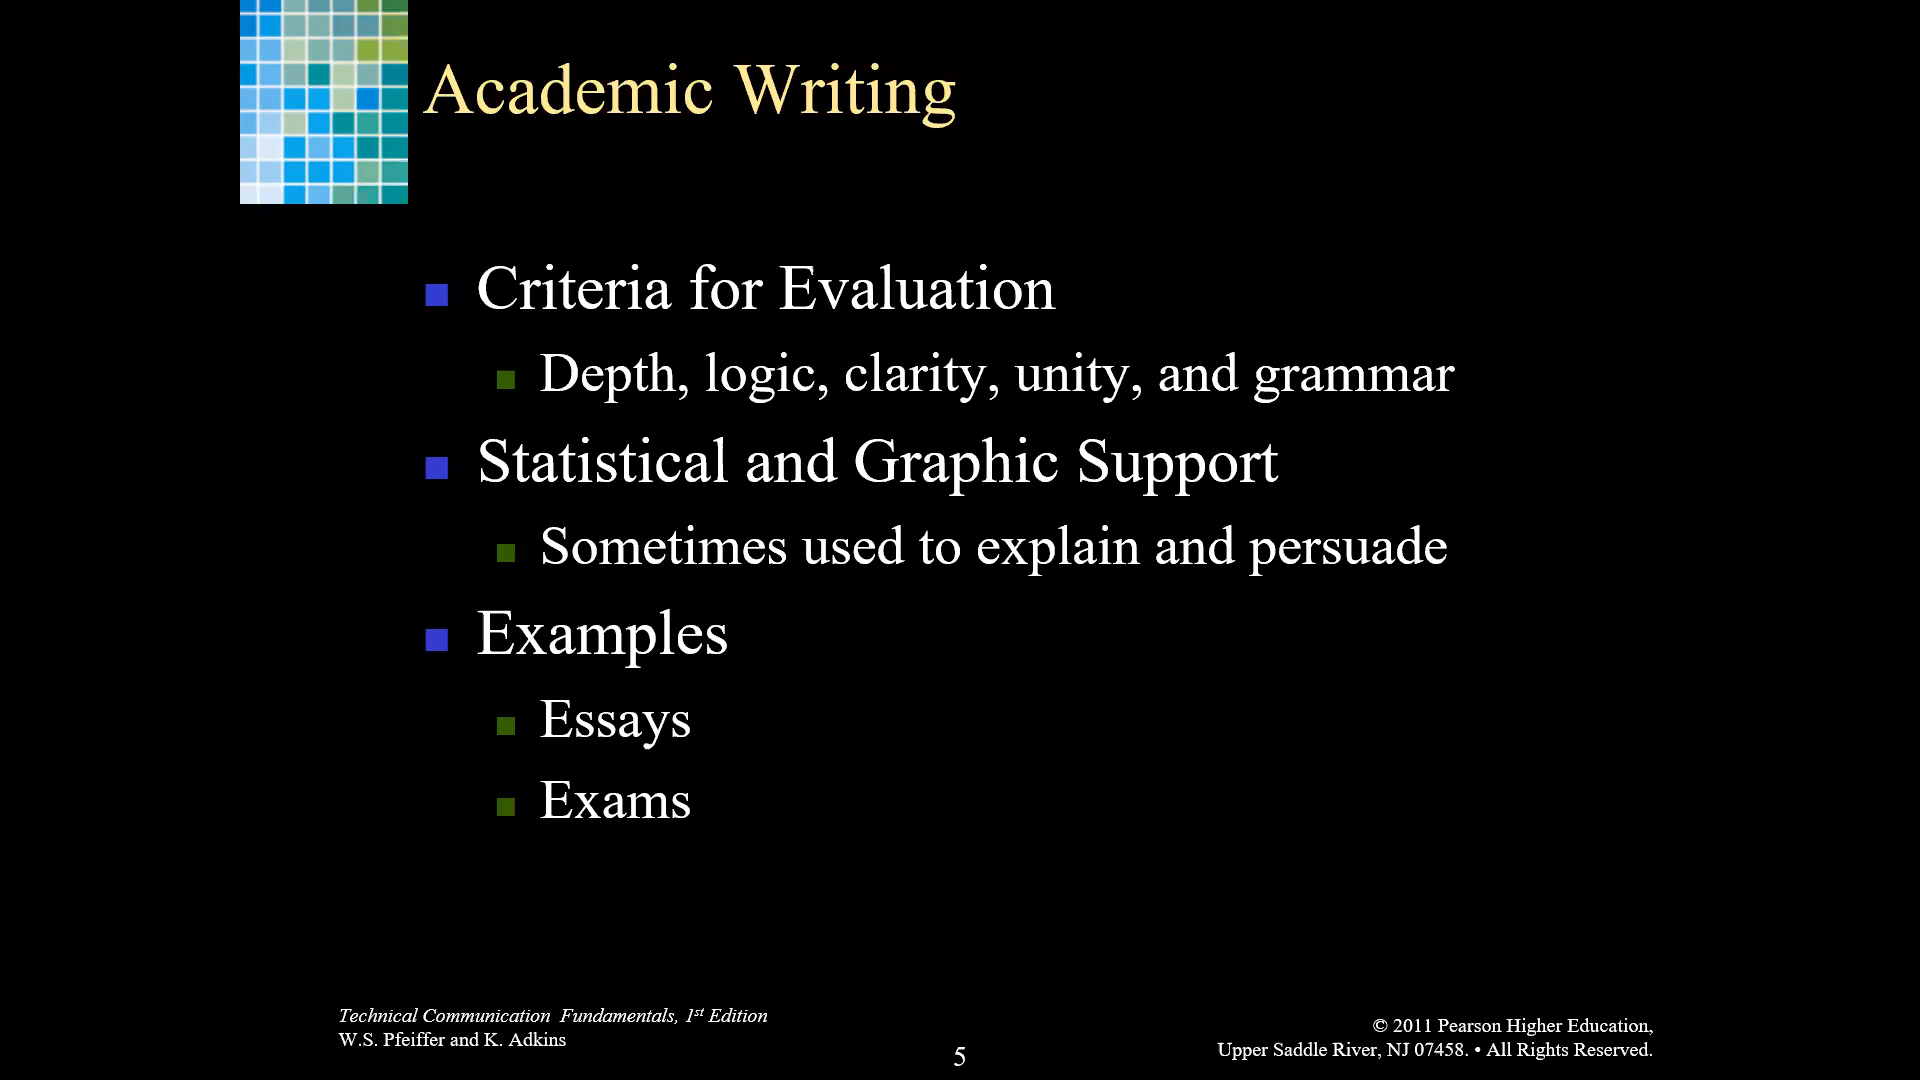 Academic Writing
Criteria for Evaluation
Depth, logic, clarity, unity, and grammar
Statistical and Graphic Support
Sometimes used to explain and persuade
Examples
Essays
Exams
Technical Communication Fundamentals, 1st Edition
W.S. Pfeiffer and K. Adkins
5
© 2011 Pearson Higher Education,
Upper Saddle River, NJ 07458. • All Rights Reserved.